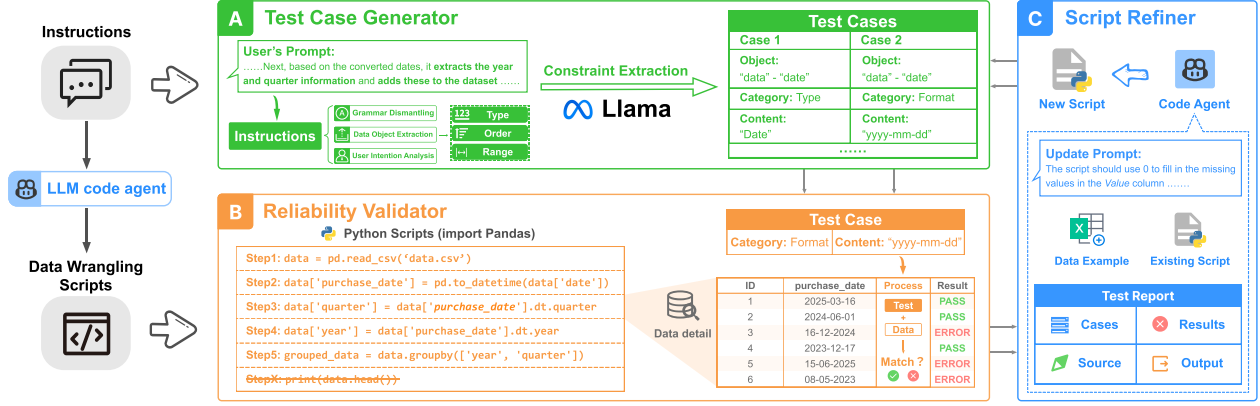 Instructions
LLM code agent
Data Wrangling
Scripts
A
Test Case Generator
User's Prompt:
……Next, based on the converted dates, it extracts the year
and quarter information and adds these to the dataset ……
Instructions
Grammar Dismantling
Data Object Extraction
User Intention Analysis
123 Type
Order
Range
Constraint Extraction
Llama
Test Cases
Case 1
Case 2
Object:
Object:
"data" - "date"
"data" - "date"
Category: Type
Category: Format
Content:
Content:
"Date"
"yyyy-mm-dd"
……
B
Reliability Validator
Python Scripts (import Pandas)
Step1: data = pd.read_csv('data.csv')
Step2: data['purchase_date'] = pd.to_datetime(data['date'])
Step3: data['quarter'] = data['purchase_date'].dt.quarter
Step4: data['year'] = data['purchase_date'].dt.year
Step5: grouped_data = data.groupby(['year', 'quarter'])
StepX: print(data.head())
Data detail
Test Case
Category: Format
Content: "yyyy-mm-dd"
ID purchase_date Process Result
1 2025-03-16 PASS
2 2024-06-01 PASS
3 16-12-2024 ERROR
4 2023-12-17 PASS
5 15-06-2025 ERROR
6 08-05-2023 ERROR
Test
+
Data
Match ?
C
Script Refiner
New Script
Code Agent
Update Prompt:
The script should use 0 to fill in the missing
values in the Value column …….
Data Example
Existing Script
Test Report
Cases
Results
Source
Output